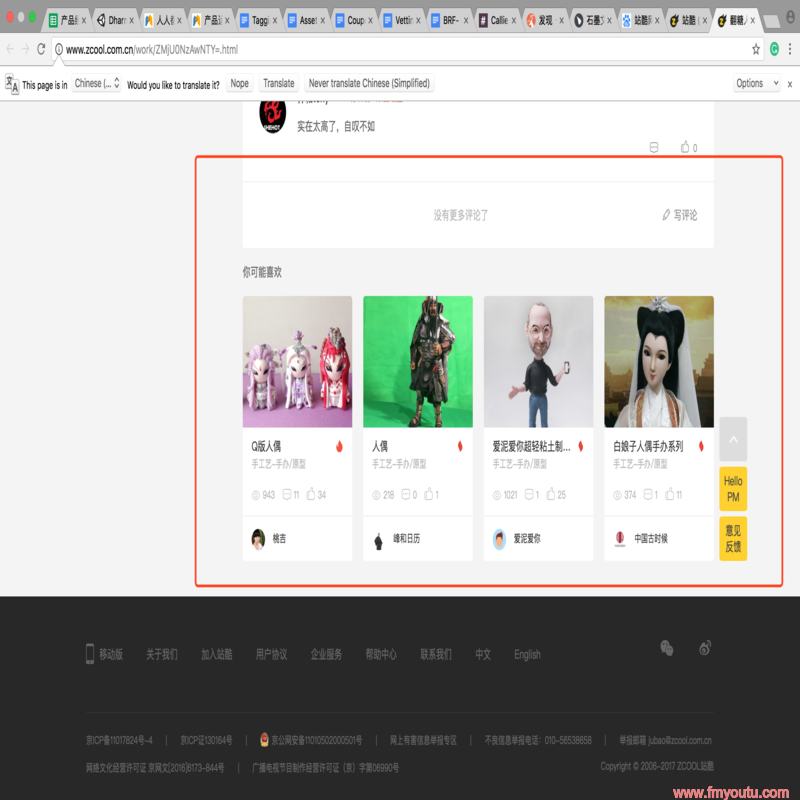 产品
Dharr
人人都
产品运
Taggi
Asset
Coup
Vettin
BRF-
Callie
发现 -
石墨文
站酷网
站酷 (
翻糖人
www.zcool.com.cn/work/ZMjU0NzAwNTY=.html
This page is in Chinese (... Would you like to translate it? Nope Translate Never translate Chinese (Simplified) Options
实在太高了，自叹不如
0
没有更多评论了
写评论
你可能喜欢
Q版人偶
手工艺-手办/原型
943 11 34
桃吉
人偶
手工艺-手办/原型
218 0 1
峰和日历
爱泥爱你超轻粘土制...
手工艺-手办/原型
1021 1 25
爱泥爱你
白娘子人偶手办系列
手工艺-手办/原型
374 1 11
中国古时候
Hello
PM
意见
反馈
移动版 关于我们 加入站酷 用户协议 企业服务 帮助中心 联系我们 中文 English
京ICP备11017824号-4 | 京ICP证130164号 | 京公网安备11010502000501号 | 网上有害信息举报专区 | 不良信息举报电话：010-56538658 | 举报邮箱 jubao@zcool.com.cn
网络文化经营许可证 京网文[2016]6173-844号 | 广播电视节目制作经营许可证（京）字第06990号
Copyright © 2006-2017 ZCOOL站酷
www.fmyoutu.com